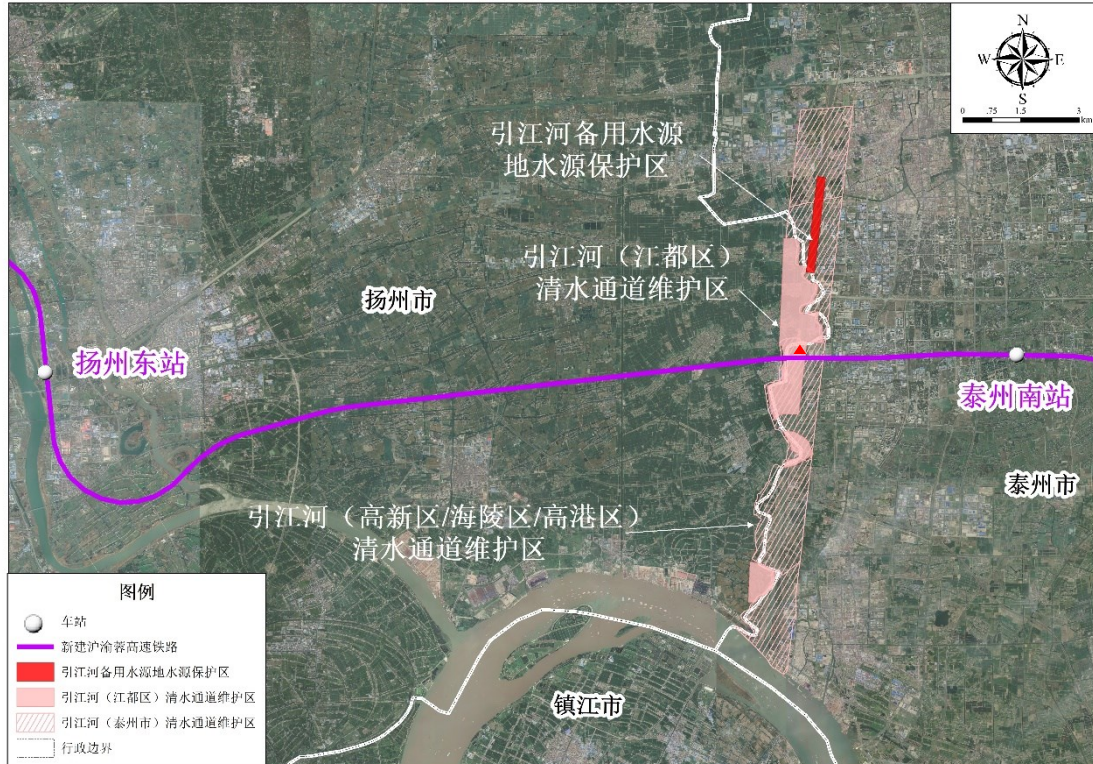 N
W E
S
0 .75 1.5 3
km
引江河备用水源
地水源保护区
引江河（江都区）
清水通道维护区
扬州市
扬州东站
泰州南站
泰州市
引江河（高新区/海陵区/高港区）
清水通道维护区
镇江市
图例
车站
新建沪渝蓉高速铁路
引江河备用水源地水源保护区
引江河（江都区）清水通道维护区
引江河（泰州市）清水通道维护区
行政边界